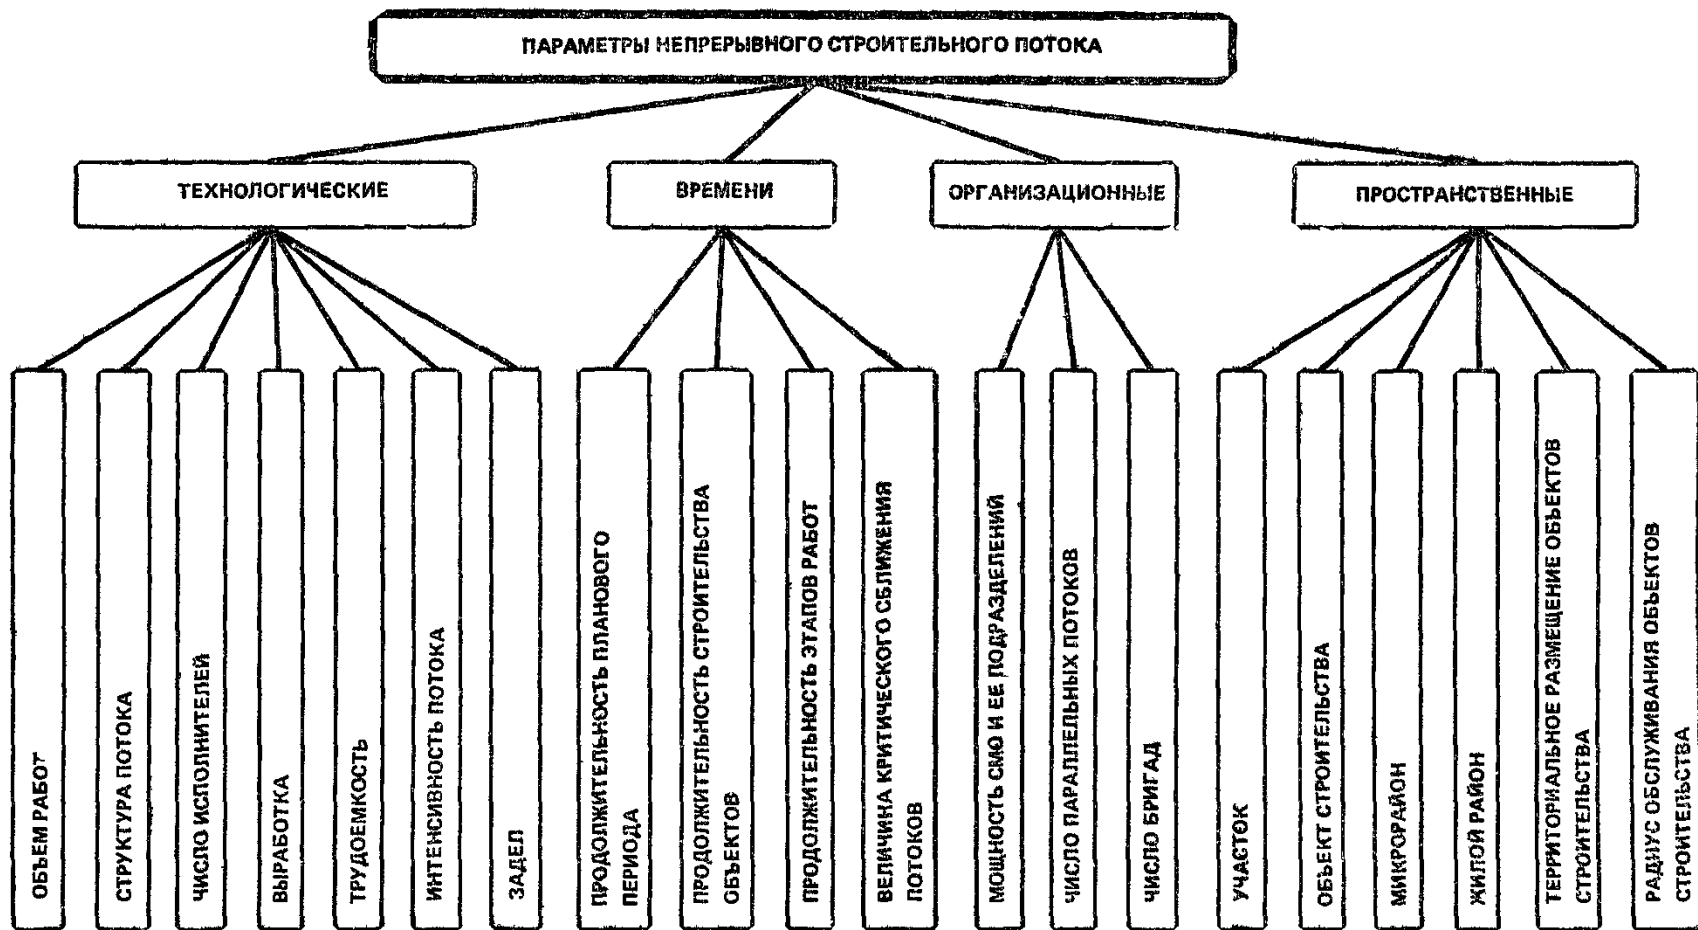 ПАРАМЕТРЫ НЕПРЕРЫВНОГО СТРОИТЕЛЬНОГО ПОТОКА
ТЕХНОЛОГИЧЕСКИЕ
ВРЕМЕНИ
ОРГАНИЗАЦИОННЫЕ
ПРОСТРАНСТВЕННЫЕ
ОБЪЕМ РАБОТ
СТРУКТУРА ПОТОКА
ЧИСЛО ИСПОЛНИТЕЛЕЙ
ВЫРАБОТКА
ТРУДОЕМКОСТЬ
ИНТЕНСИВНОСТЬ ПОТОКА
ЗАДЕЛ
ПРОДОЛЖИТЕЛЬНОСТЬ ПЛАНОВОГО
ПЕРИОДА
ПРОДОЛЖИТЕЛЬНОСТЬ СТРОИТЕЛЬСТВА
ОБЪЕКТОВ
ПРОДОЛЖИТЕЛЬНОСТЬ ЭТАПОВ РАБОТ
ВЕЛИЧИНА КРИТИЧЕСКОГО СБЛИЖЕНИЯ
ПОТОКОВ
МОЩНОСТЬ СМО И ЕЕ ПОДРАЗДЕЛЕНИЙ
ЧИСЛО ПАРАЛЛЕЛЬНЫХ ПОТОКОВ
ЧИСЛО БРИГАД
УЧАСТОК
ОБЪЕКТ СТРОИТЕЛЬСТВА
МИКРОРАЙОН
ЖИЛОЙ РАЙОН
ТЕРРИТОРИАЛЬНОЕ РАЗМЕЩЕНИЕ ОБЪЕКТОВ
СТРОИТЕЛЬСТВА
РАДИУС ОБСЛУЖИВАНИЯ ОБЪЕКТОВ
СТРОИТЕЛЬСТВА